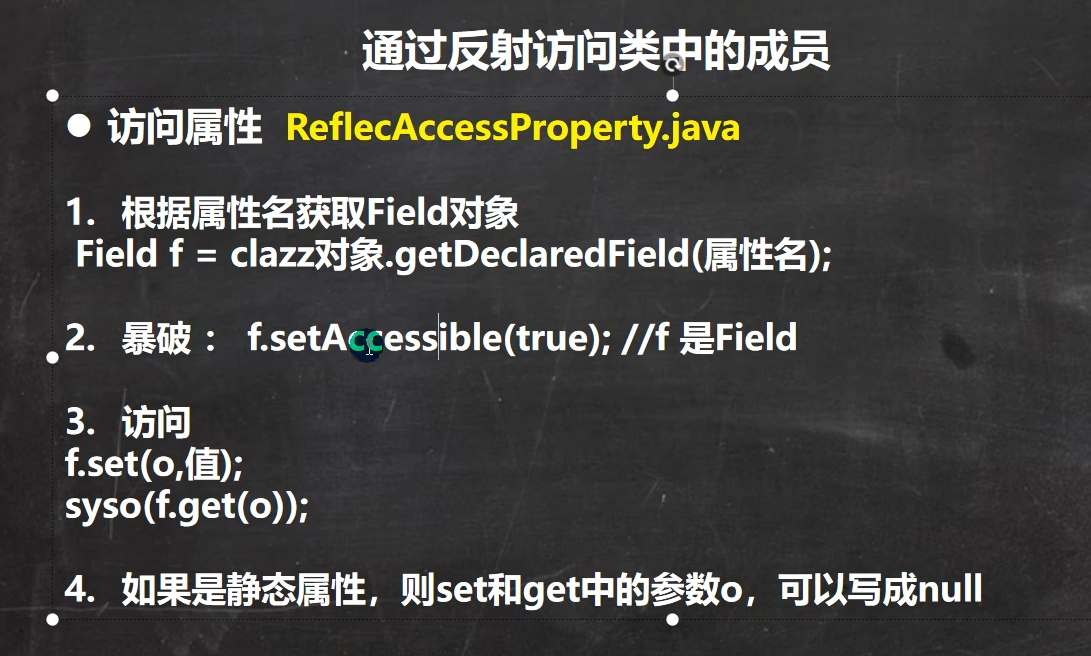 通过反射访问类中的成员
● 访问属性 ReflecAccessProperty.java
1. 根据属性名获取Field对象
Field f = clazz对象.getDeclaredField(属性名);
2. 暴破 : f.setAccessible(true); //f 是Field
3. 访问
f.set(o,值);
syso(f.get(o));
4. 如果是静态属性，则set和get中的参数o，可以写成null